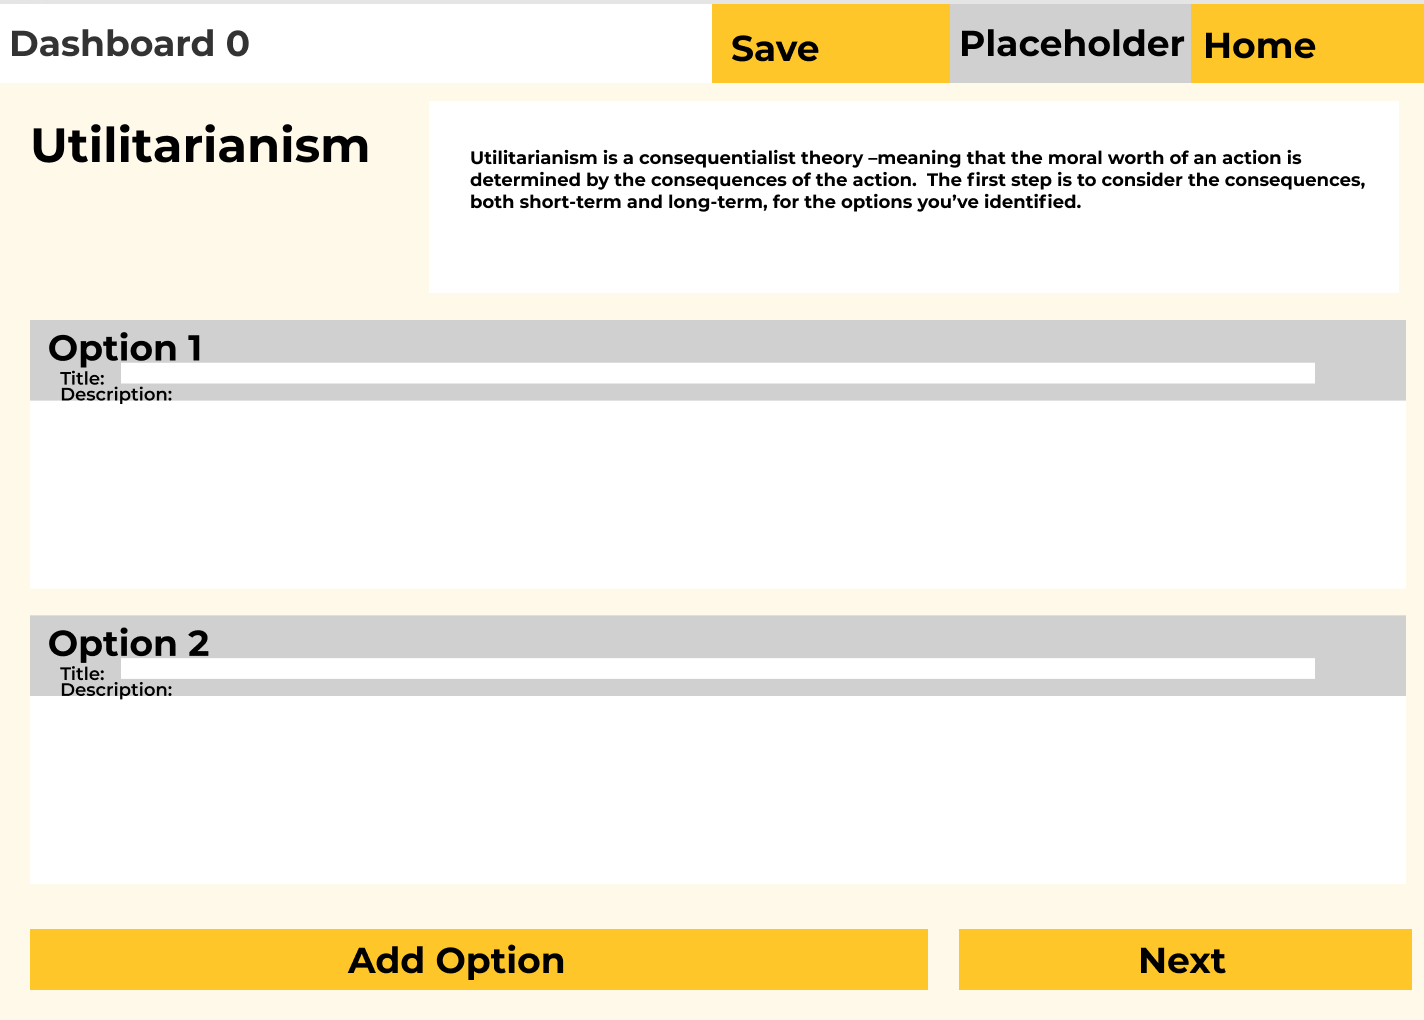 Dashboard 0
Save
Placeholder
Home
Utilitarianism
Utilitarianism is a consequentialist theory –meaning that the moral worth of an action is
determined by the consequences of the action.  The first step is to consider the consequences,
both short-term and long-term, for the options you’ve identified.
Option 1
Title:
Description:
Option 2
Title:
Description:
Add Option
Next